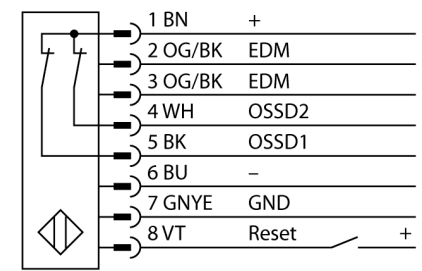 1 BN +
2 OG/BK EDM
3 OG/BK EDM
4 WH OSSD2
5 BK OSSD1
6 BU –
7 GNYE GND
8 VT Reset +